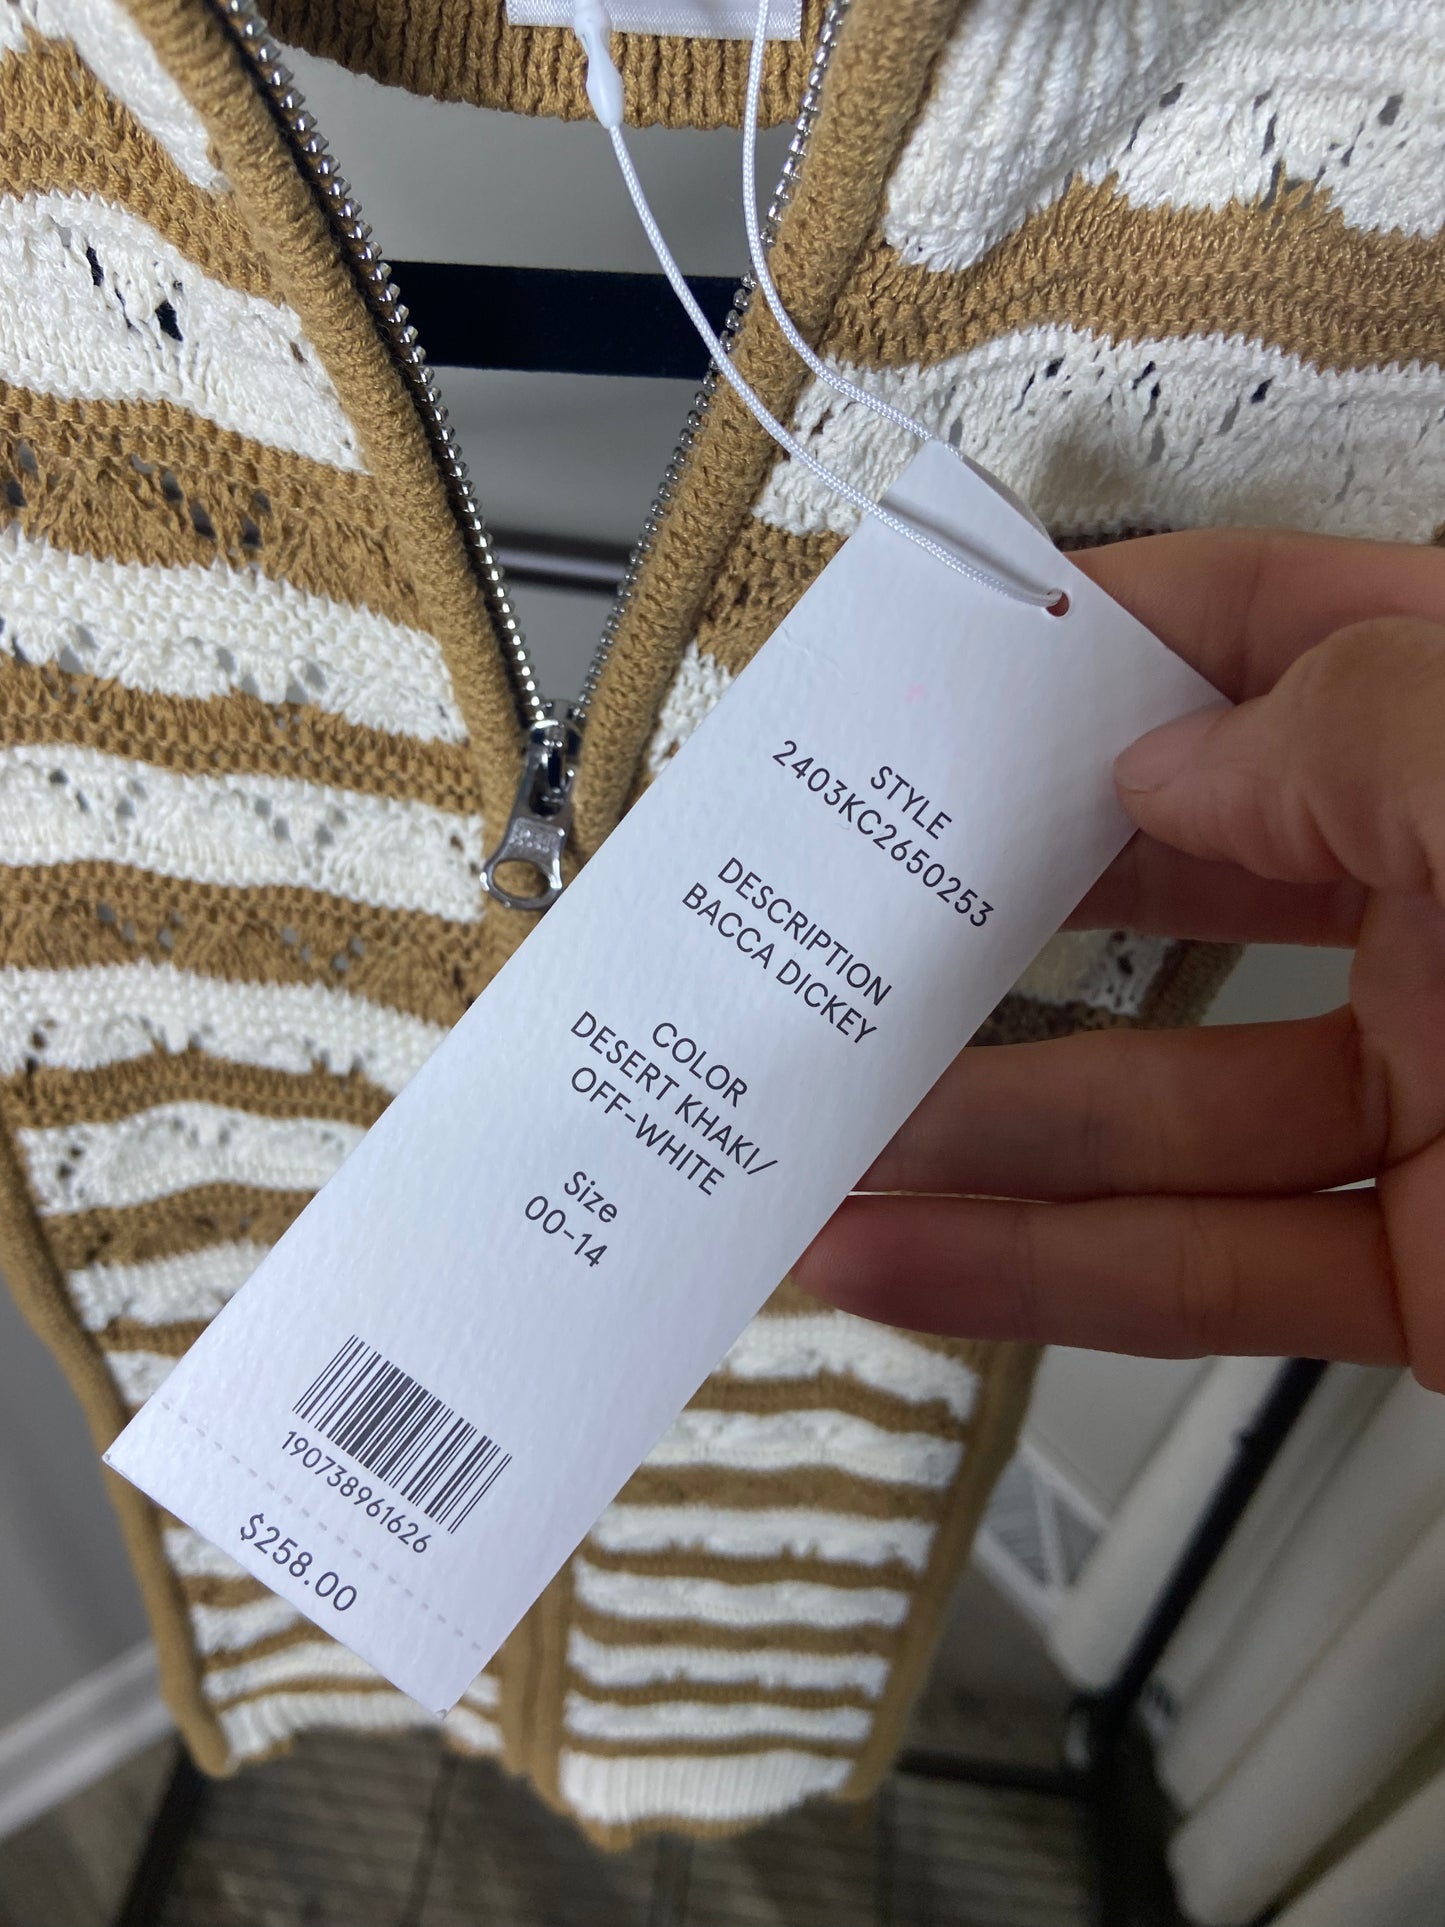 STYLE
2403KC2650253
DESCRIPTION
BACCA DICKEY
COLOR
DESERT KHAKI/
OFF-WHITE
Size
00-14
190738961626
$258.00